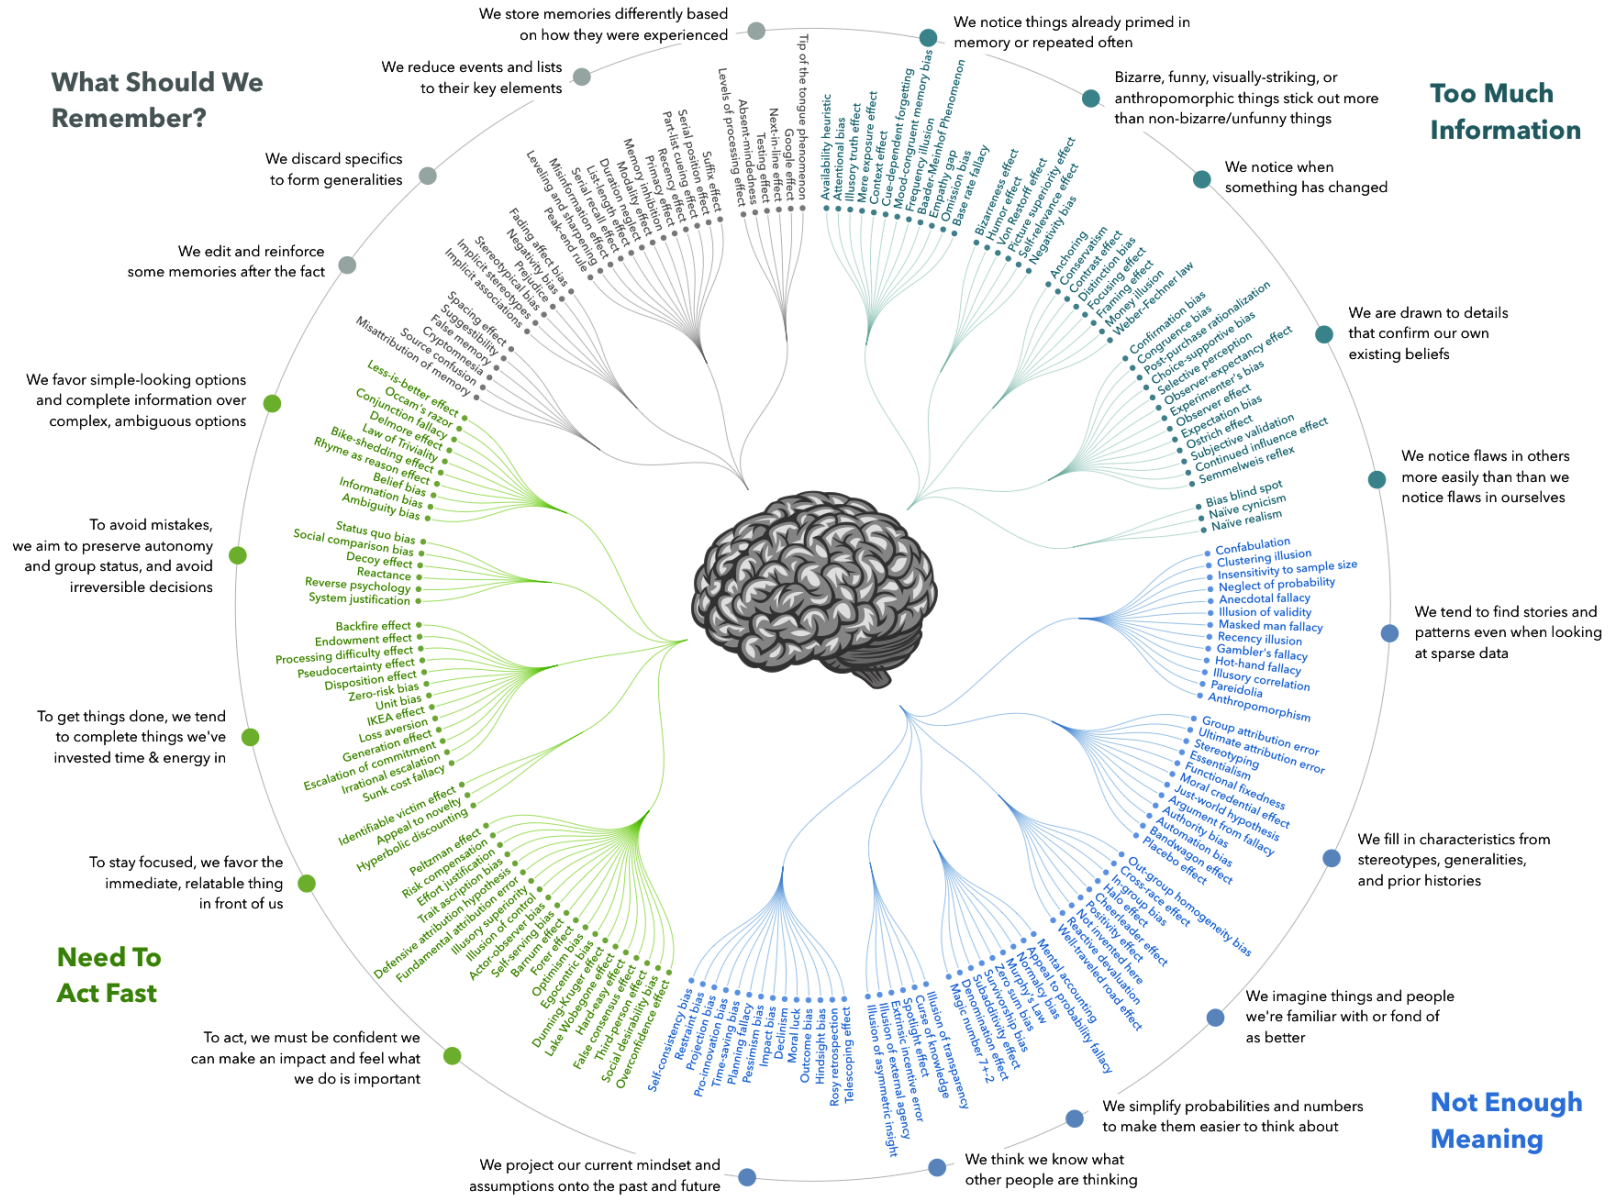 What Should We
Remember?
We store memories differently based
on how they were experienced
We reduce events and lists
to their key elements
We discard specifics
to form generalities
We edit and reinforce
some memories after the fact
Levels of processing effect
Absent-mindedness
Testing effect
Next-in-line effect
Google effect
Tip of the tongue phenomenon
Suffix effect
Serial position effect
Part-list cueing effect
Recency effect
Primacy effect
Memory inhibition
Modality effect
Duration neglect
List-length effect
Serial recall effect
Misinformation effect
Leveling and sharpening
Peak-end rule
Fading affect bias
Negativity bias
Prejudice
Stereotypical bias
Implicit stereotypes
Implicit associations
Spacing effect
Suggestibility
False memory
Cryptomnesia
Source confusion
Misattribution of memory
Too Much
Information
We notice things already primed in
memory or repeated often
Bizarre, funny, visually-striking, or
anthropomorphic things stick out more
than non-bizarre/unfunny things
We notice when
something has changed
We are drawn to details
that confirm our own
existing beliefs
We notice flaws in others
more easily than than we
notice flaws in ourselves
Availability heuristic
Attentional bias
Illusory truth effect
Mere exposure effect
Context effect
Cue-dependent forgetting
Mood-congruent memory bias
Frequency illusion
Baader-Meinhof Phenomenon
Empathy gap
Omission bias
Base rate fallacy
Bizarreness effect
Humor effect
Von Restorff effect
Picture superiority effect
Self-relevance effect
Negativity bias
Anchoring
Conservatism
Contrast effect
Distinction bias
Focusing effect
Framing effect
Money illusion
Weber–Fechner law
Confirmation bias
Congruence bias
Post-purchase rationalization
Choice-supportive bias
Selective perception
Observer-expectancy effect
Experimenter's bias
Observer effect
Expectation bias
Ostrich effect
Subjective validation
Continued influence effect
Semmelweis reflex
Bias blind spot
Naïve cynicism
Naïve realism
Not Enough
Meaning
We tend to find stories and
patterns even when looking
at sparse data
We fill in characteristics from
stereotypes, generalities,
and prior histories
We imagine things and people
we're familiar with or fond of
as better
We simplify probabilities and numbers
to make them easier to think about
We think we know what
other people are thinking
We project our current mindset and
assumptions onto the past and future
Confabulation
Clustering illusion
Insensitivity to sample size
Neglect of probability
Anecdotal fallacy
Illusion of validity
Masked man fallacy
Recency illusion
Gambler's fallacy
Hot-hand fallacy
Illusory correlation
Pareidolia
Anthropomorphism
Group attribution error
Ultimate attribution error
Stereotyping
Essentialism
Functional fixedness
Moral credential effect
Just-world hypothesis
Argument from fallacy
Authority bias
Automation bias
Bandwagon effect
Placebo effect
Out-group homogeneity bias
Cross-race effect
In-group bias
Halo effect
Cheerleader effect
Positivity effect
Not invented here
Reactive devaluation
Well-traveled road effect
Mental accounting
Appeal to probability fallacy
Normalcy bias
Murphy's Law
Zero sum bias
Survivorship bias
Subadditivity effect
Denomination effect
Magic number 7+-2
Illusion of transparency
Curse of knowledge
Spotlight effect
Extrinsic incentive error
Illusion of external agency
Illusion of asymmetric insight
Telescoping effect
Rosy retrospection
Hindsight bias
Outcome bias
Moral luck
Declinism
Impact bias
Pessimism bias
Planning fallacy
Time-saving bias
Pro-innovation bias
Projection bias
Restraint bias
Self-consistency bias
Need To
Act Fast
We favor simple-looking options
and complete information over
complex, ambiguous options
To avoid mistakes,
we aim to preserve autonomy
and group status, and avoid
irreversible decisions
To get things done, we tend
to complete things we've
invested time & energy in
To stay focused, we favor the
immediate, relatable thing
in front of us
To act, we must be confident we
can make an impact and feel what
we do is important
Less-is-better effect
Occam's razor
Conjunction fallacy
Delmore effect
Law of Triviality
Bike-shedding effect
Rhyme as reason effect
Belief bias
Information bias
Ambiguity bias
Status quo bias
Social comparison bias
Decoy effect
Reactance
Reverse psychology
System justification
Backfire effect
Endowment effect
Processing difficulty effect
Pseudocertainty effect
Disposition effect
Zero-risk bias
Unit bias
IKEA effect
Loss aversion
Generation effect
Escalation of commitment
Irrational escalation
Sunk cost fallacy
Identifiable victim effect
Appeal to novelty
Hyperbolic discounting
Peltzman effect
Risk compensation
Effort justification
Trait ascription bias
Defensive attribution hypothesis
Fundamental attribution error
Illusory superiority
Illusion of control
Actor-observer bias
Self-serving bias
Barnum effect
Forer effect
Optimism bias
Egocentric bias
Dunning-Kruger effect
Lake Wobegone effect
Hard-easy effect
False consensus effect
Third-person effect
Social desirability bias
Overconfidence effect